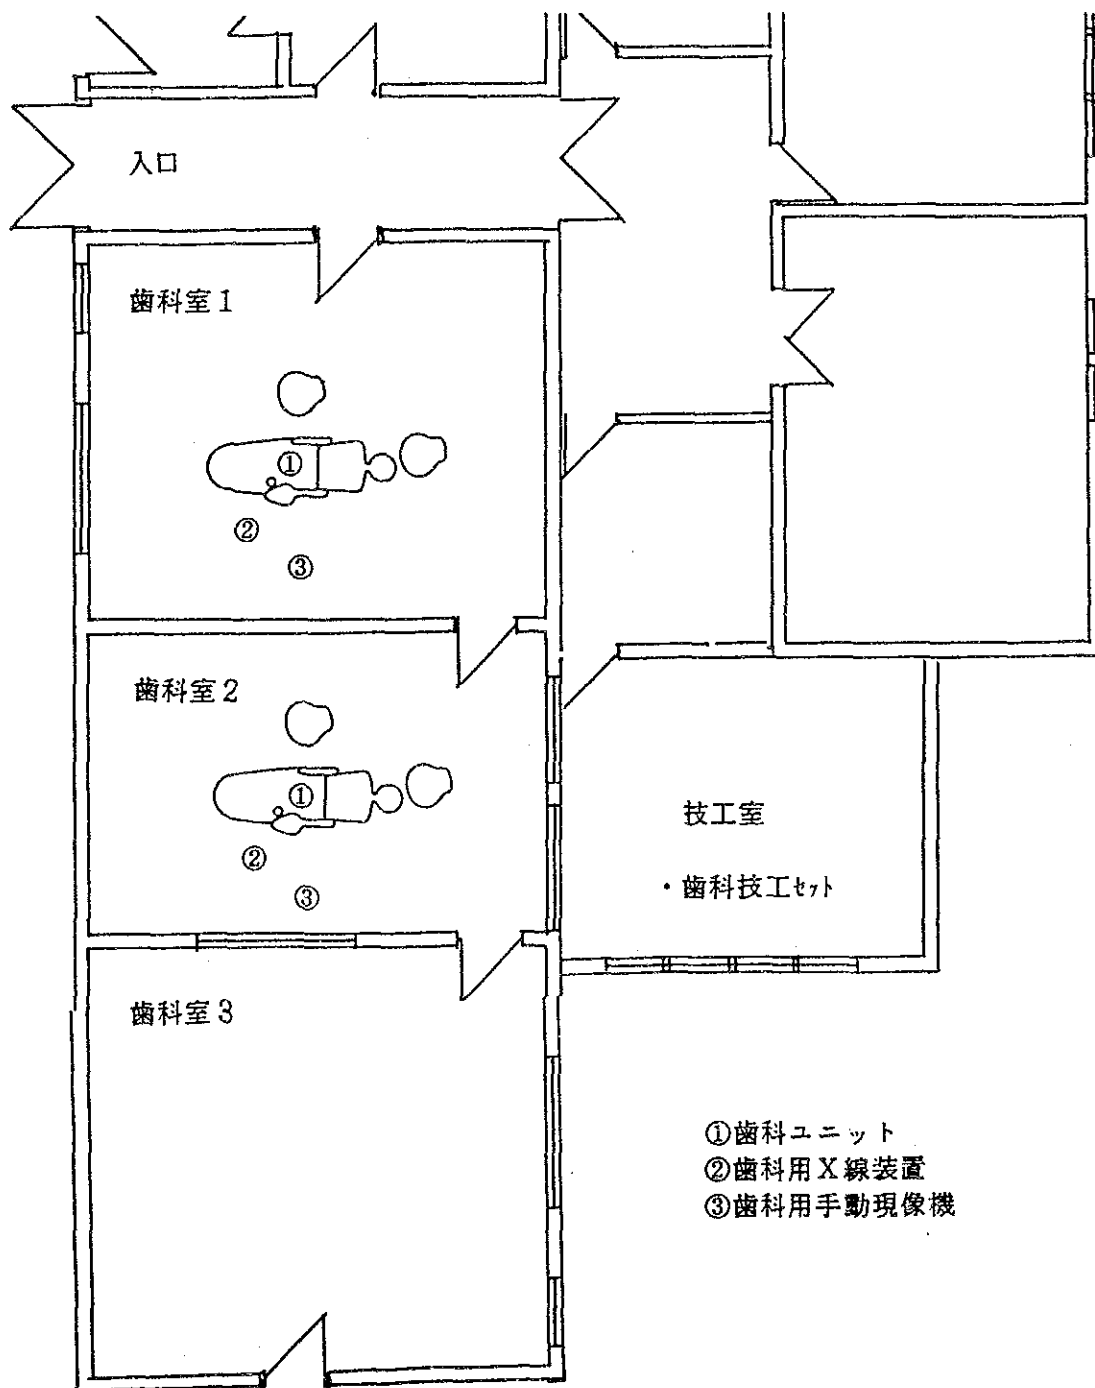 入口
歯科室1
①
②
③
歯科室2
①
②
③
技工室
・歯科技工ｾｯﾄ
歯科室3
①歯科ユニット
②歯科用X線装置
③歯科用手動現像機